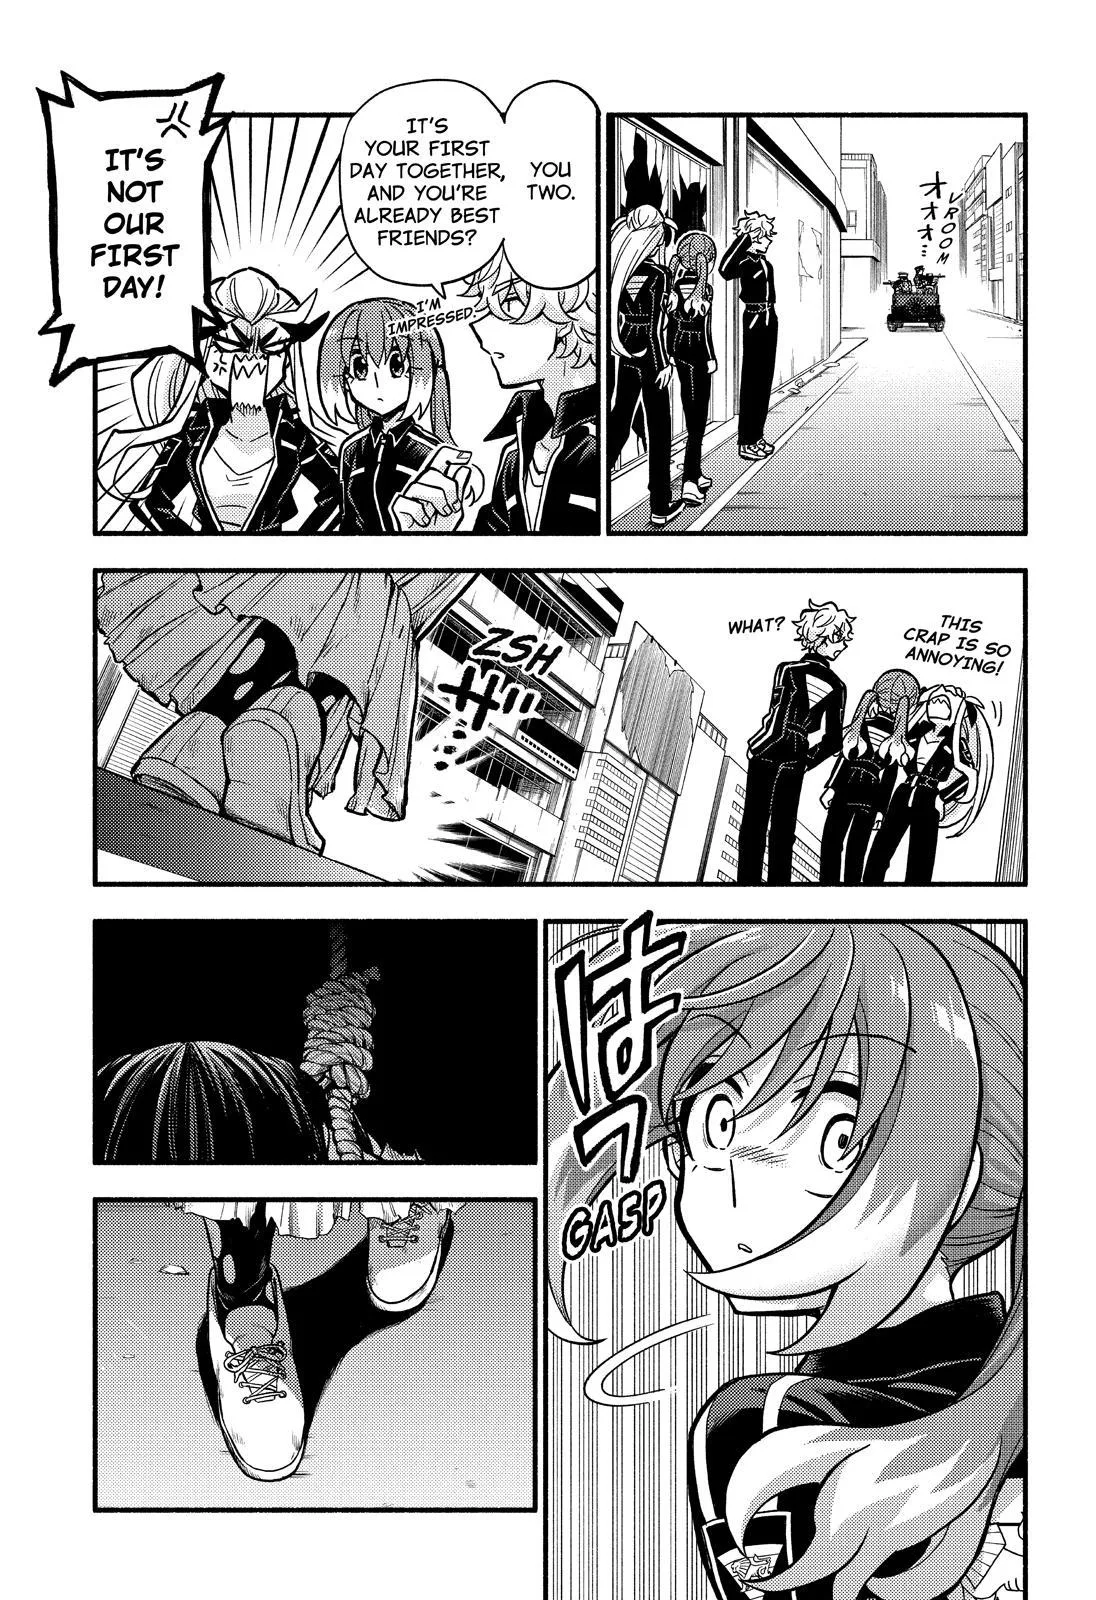 オオオ…
VROOM
YOU
TWO.
IT'S
YOUR FIRST
DAY TOGETHER,
AND YOU'RE
ALREADY BEST
FRIENDS?
I'M
IMPRESSED.
IT'S
NOT
OUR
FIRST
DAY!
THIS
CRAP IS SO
ANNOYING!
WHAT?
ZSH
ザッ
はっ
GASP